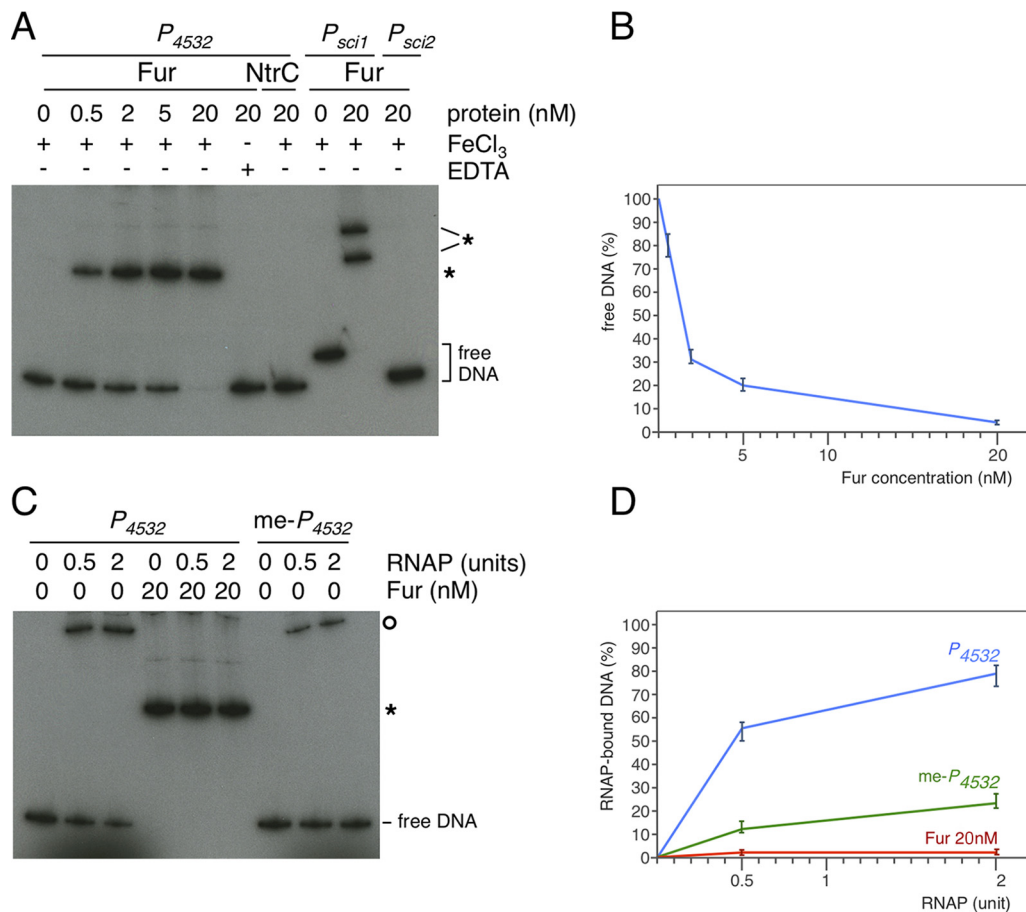 A
P4532 Psci1 Psci2
Fur NtrC Fur
0 0.5 2 5 20 20 20 0 20 20 protein (nM)
+ + + + + - + + + + FeCl3
- - - - - + - - - - EDTA
*
*
free
DNA
B
100
90
80
70
60
50
40
30
20
10
0
free DNA (%)
5 10 20
Fur concentration (nM)
C
P4532 me-P4532
0 0.5 2 0 0.5 2 0 0.5 2 RNAP (units)
0 0 0 20 20 20 0 0 0 Fur (nM)
*
free DNA
D
100
90
80
70
60
50
40
30
20
10
0
RNAP-bound DNA (%)
P4532
me-P4532
Fur 20nM
0.5 1 2
RNAP (unit)